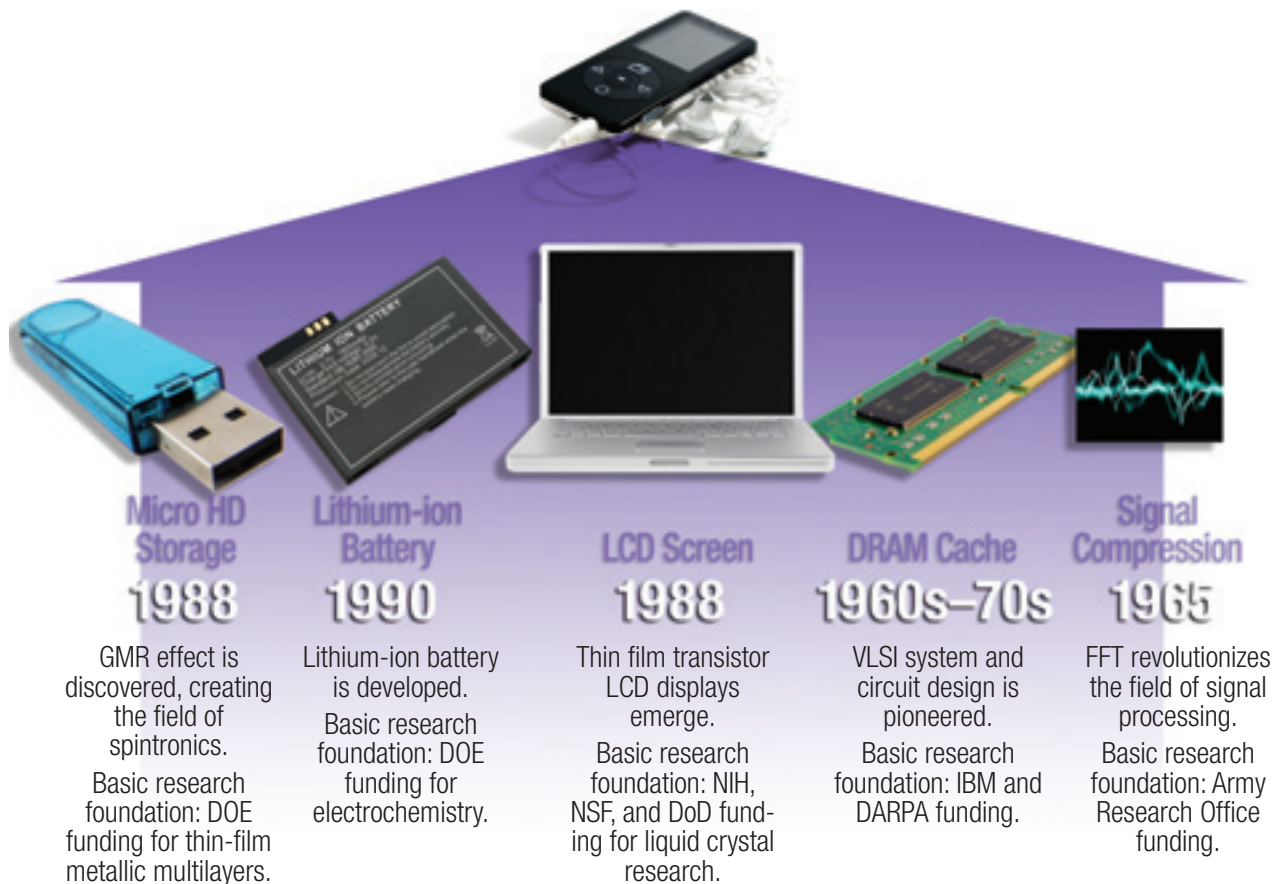 LITHIUM ION BATTERY
Micro HD
Storage
1988
GMR effect is
discovered, creating
the field of
spintronics.
Basic research
foundation: DOE
funding for thin-film
metallic multilayers.
Lithium-ion
Battery
1990
Lithium-ion battery
is developed.
Basic research
foundation: DOE
funding for
electrochemistry.
LCD Screen
1988
Thin film transistor
LCD displays
emerge.
Basic research
foundation: NIH,
NSF, and DoD fund-
ing for liquid crystal
research.
DRAM Cache
1960s–70s
VLSI system and
circuit design is
pioneered.
Basic research
foundation: IBM and
DARPA funding.
Signal
Compression
1965
FFT revolutionizes
the field of signal
processing.
Basic research
foundation: Army
Research Office
funding.